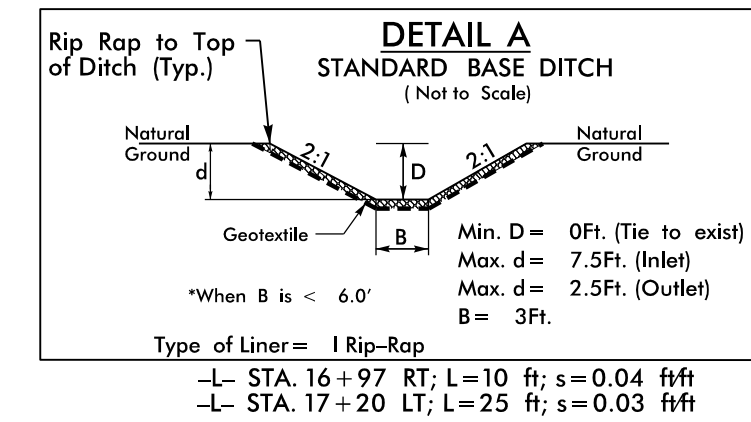 DETAIL A
STANDARD BASE DITCH
( Not to Scale)
Rip Rap to Top
of Ditch (Typ.)
Natural
Ground
2:1
2:1
Natural
Ground
d
D
Geotextile
B
Min. D = 0Ft. (Tie to exist)
Max. d = 7.5Ft. (Inlet)
Max. d = 2.5Ft. (Outlet)
B = 3Ft.
*When B is < 6.0'
Type of Liner = I Rip-Rap
-L- STA. 16+97 RT; L=10 ft; s=0.04 ft/ft
-L- STA. 17+20 LT; L=25 ft; s=0.03 ft/ft